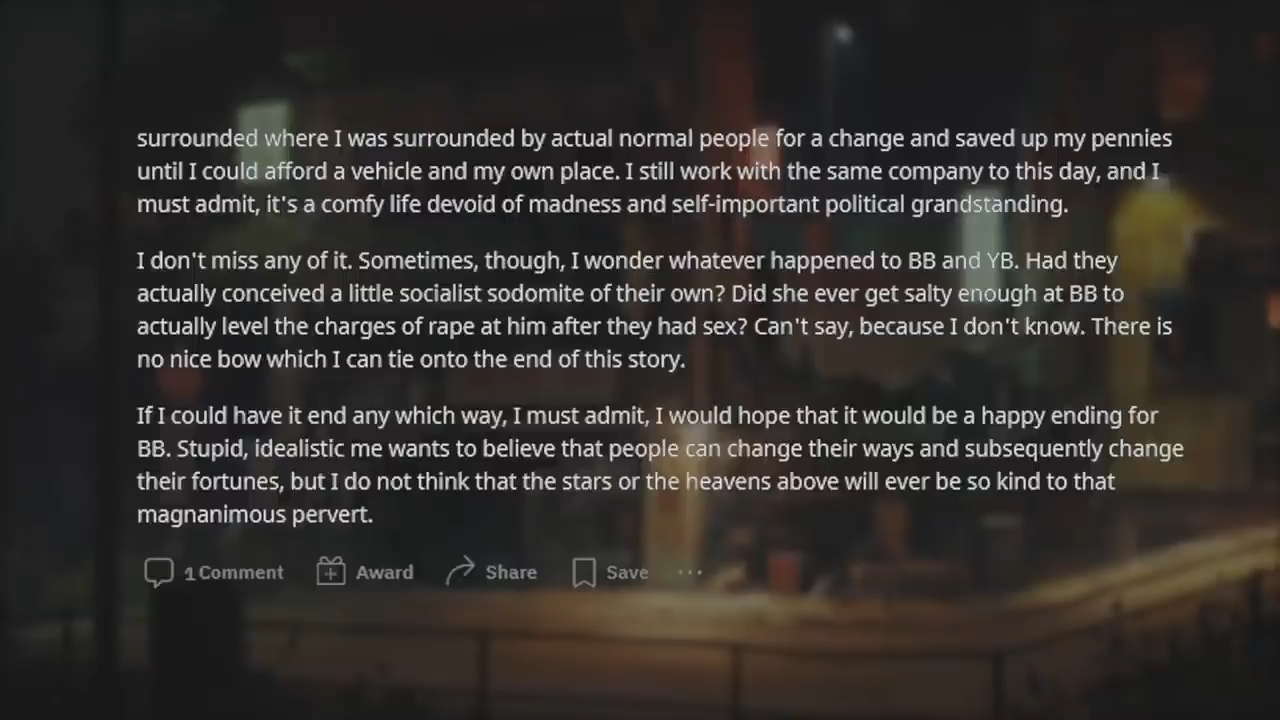 surrounded where I was surrounded by actual normal people for a change and saved up my pennies
until I could afford a vehicle and my own place. I still work with the same company to this day, and I
must admit, it's a comfy life devoid of madness and self-important political grandstanding.
I don't miss any of it. Sometimes, though, I wonder whatever happened to BB and YB. Had they
actually conceived a little socialist sodomite of their own? Did she ever get salty enough at BB to
actually level the charges of rape at him after they had sex? Can't say, because I don't know. There is
no nice bow which I can tie onto the end of this story.
If I could have it end any which way, I must admit, I would hope that it would be a happy ending for
BB. Stupid, idealistic me wants to believe that people can change their ways and subsequently change
their fortunes, but I do not think that the stars or the heavens above will ever be so kind to that
magnanimous pervert.
1 Comment Award Share Save ...